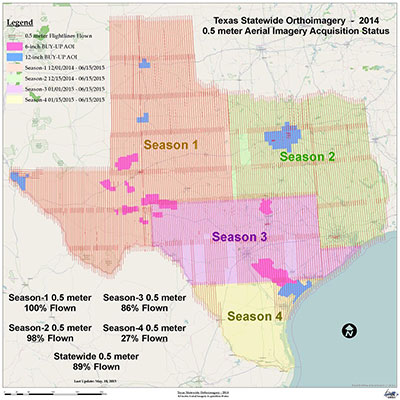 Texas Statewide Orthoimagery - 2014
0.5 meter Aerial Imagery Acquisition Status
Legend
0.5 meter Flightlines Flown
6-inch BUY-UP AOI
12-inch BUY-UP AOI
Season-1 12/01/2014 - 06/15/2015
Season-2 12/15/2014 - 06/15/2015
Season-3 01/01/2015 - 06/15/2015
Season-4 01/15/2015 - 06/15/2015
Season 1
Season 2
Season 3
Season 4
Season-1 0.5 meter
100% Flown
Season-3 0.5 meter
86% Flown
Season-2 0.5 meter
98% Flown
Season-4 0.5 meter
27% Flown
Statewide 0.5 meter
89% Flown
N
Last Update: May, 18, 2015
Texas Statewide Orthoimagery - 2014